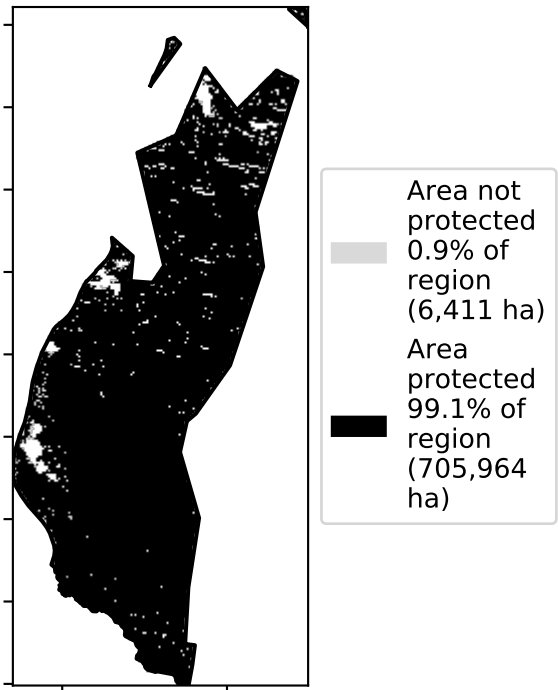 Area not
protected
0.9% of
region
(6,411 ha)
Area
protected
99.1% of
region
(705,964
ha)